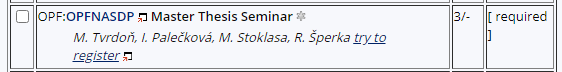 OPF:OPFNASDP Master Thesis Seminar 3/- [ required
M. Tvrdoň, I. Palečková, M. Stoklasa, R. Šperka try to ]
register